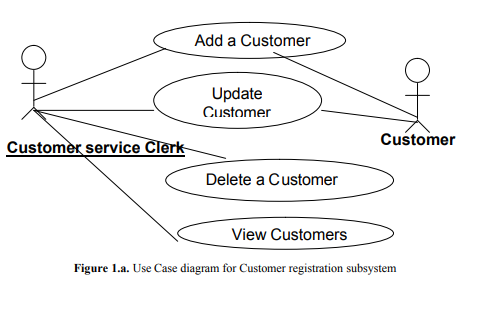 Add a Customer
Update
Customer
Customer
Customer service Clerk
Delete a Customer
View Customers
Figure 1.a. Use Case diagram for Customer registration subsystem